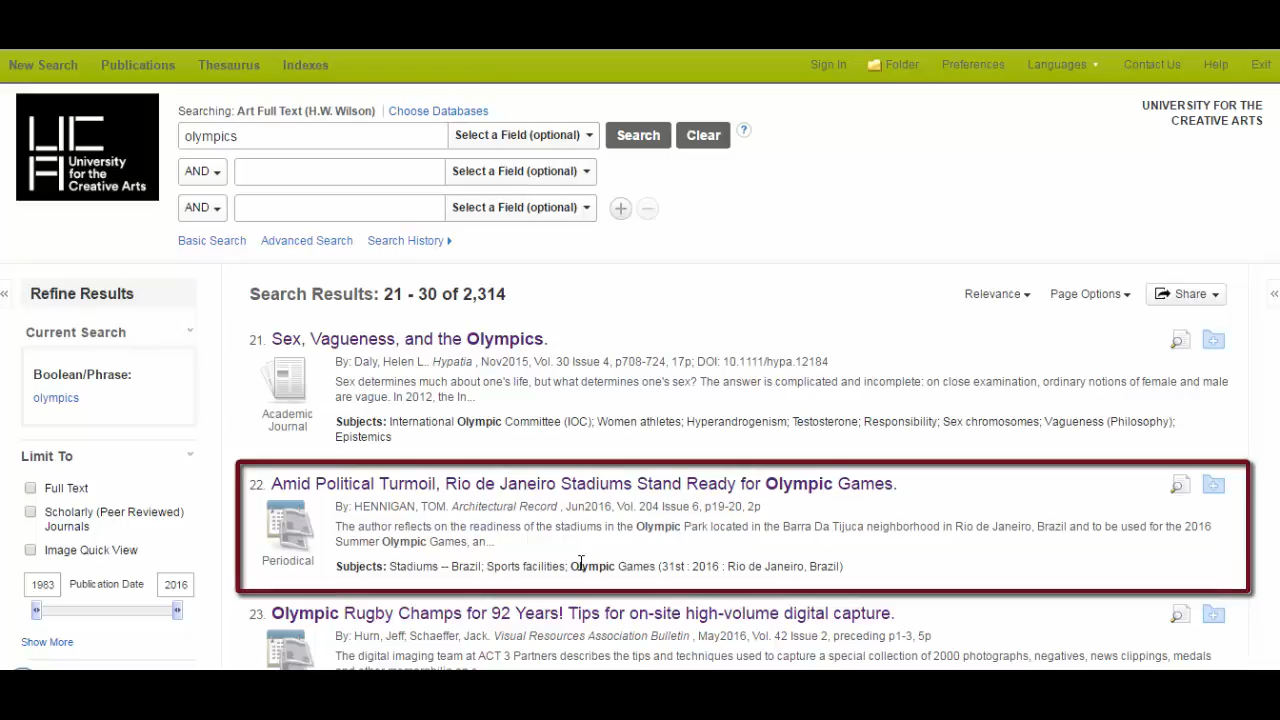 New Search Publications Thesaurus Indexes Sign In Folder Preferences Languages Contact Us Help Exit
UCA University for the Creative Arts
Searching: Art Full Text (H.W. Wilson) | Choose Databases
UNIVERSITY FOR THE
CREATIVE ARTS
olympics Select a Field (optional) Search Clear ?
AND Select a Field (optional)
AND Select a Field (optional)
Basic Search Advanced Search Search History
Refine Results
Current Search
Boolean/Phrase:
olympics
Limit To
Full Text
Scholarly (Peer Reviewed)
Journals
Image Quick View
1983 Publication Date 2016
Show More
Search Results: 21 - 30 of 2,314 Relevance Page Options Share
21. Sex, Vagueness, and the Olympics.
By: Daly, Helen L.. Hypatia , Nov2015, Vol. 30 Issue 4, p708-724, 17p; DOI: 10.1111/hypa.12184
Sex determines much about one's life, but what determines one's sex? The answer is complicated and incomplete: on close examination, ordinary notions of female and male
are vague. In 2012, the In...
Academic
Journal
Subjects: International Olympic Committee (IOC); Women athletes; Hyperandrogenism; Testosterone; Responsibility; Sex chromosomes; Vagueness (Philosophy);
Epistemics
22. Amid Political Turmoil, Rio de Janeiro Stadiums Stand Ready for Olympic Games.
By: HENNIGAN, TOM. Architectural Record , Jun2016, Vol. 204 Issue 6, p19-20, 2p
The author reflects on the readiness of the stadiums in the Olympic Park located in the Barra Da Tijuca neighborhood in Rio de Janeiro, Brazil and to be used for the 2016
Summer Olympic Games, an...
Periodical
Subjects: Stadiums -- Brazil; Sports facilities; Olympic Games (31st : 2016 : Rio de Janeiro, Brazil)
23. Olympic Rugby Champs for 92 Years! Tips for on-site high-volume digital capture.
By: Hurn, Jeff; Schaeffer, Jack. Visual Resources Association Bulletin , May2016, Vol. 42 Issue 2, preceding p1-3, 5p
The digital imaging team at ACT 3 Partners describes the tips and techniques used to capture a special collection of 2000 photographs, negatives, news clippings, medals